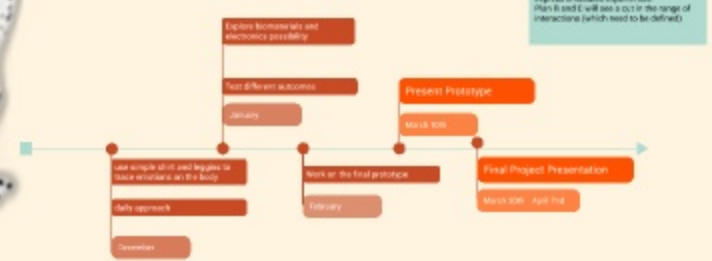 Plan B and C will see a cut in the range of
interactions (which need to be defined)
Explore biomaterials and
electronics possibility
Test different outcomes
January
Present Prototype
March 10th
use simple shirt and leggins to
trace emotions on the body
daily approach
December
Work on the final prototype
February
Final Project Presentation
March 30th - April 2nd